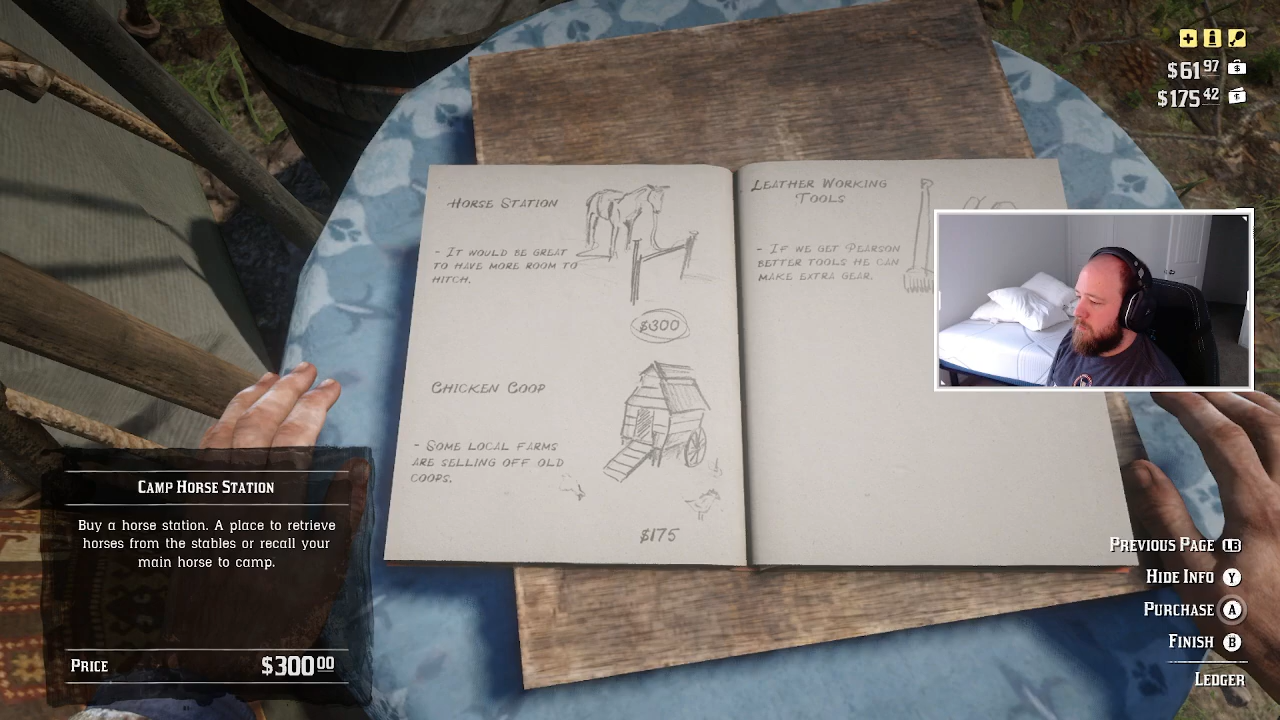 $61 97
$175 42
Horse Station
- It would be great
to have more room to
hitch.
$300
Chicken Coop
- Some local farms
are selling off old
coops.
$175
Leather Working
Tools
- If we get Pearson
better tools he can
make extra gear.
Camp Horse Station
Buy a horse station. A place to retrieve
horses from the stables or recall your
main horse to camp.
Price $300 00
Previous Page LB
Hide Info Y
Purchase A
Finish B
Ledger